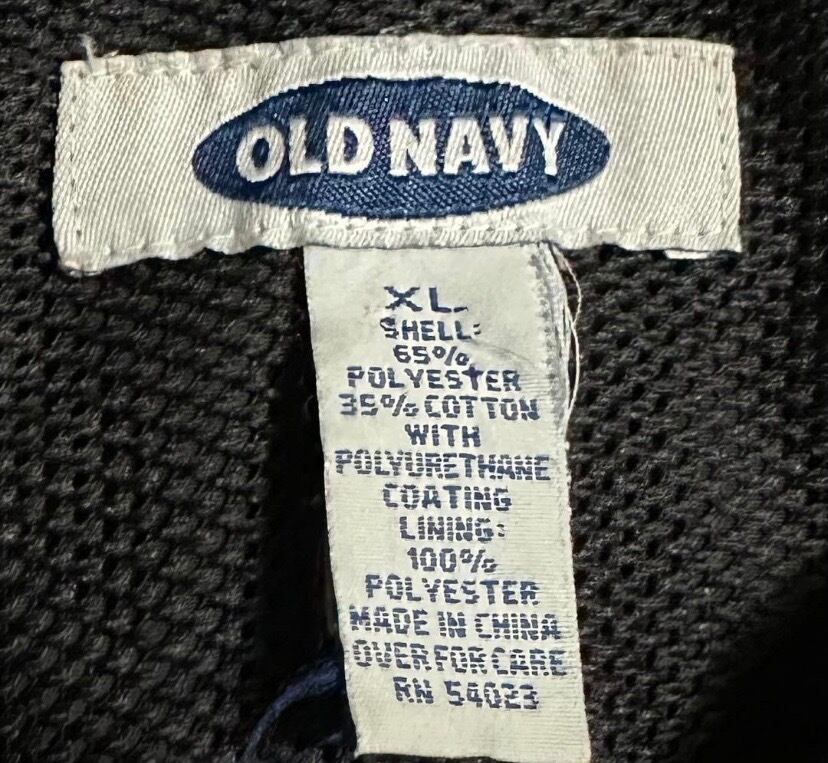 OLD NAVY
XL
SHELL:
65%
POLYESTER
35% COTTON
WITH
POLYURETHANE
COATING
LINING:
100%
POLYESTER
MADE IN CHINA
OVER FOR CARE
RN 54023